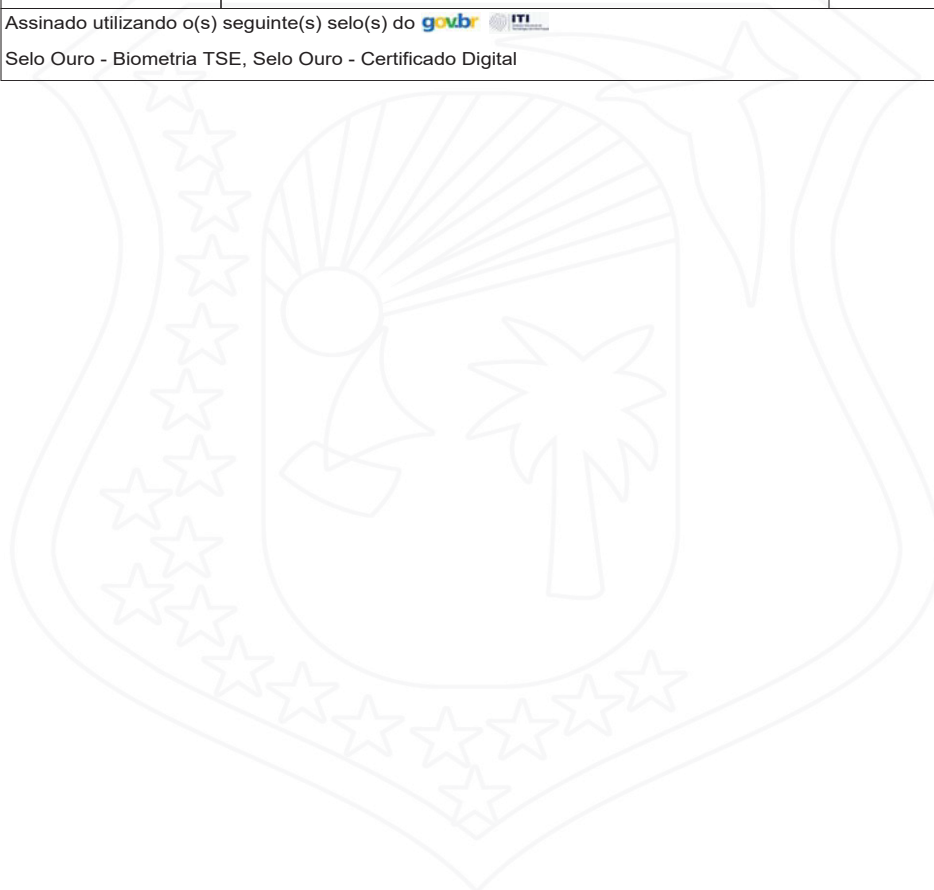 Assinado utilizando o(s) seguinte(s) selo(s) do gov.br ITI
Selo Ouro - Biometria TSE, Selo Ouro - Certificado Digital